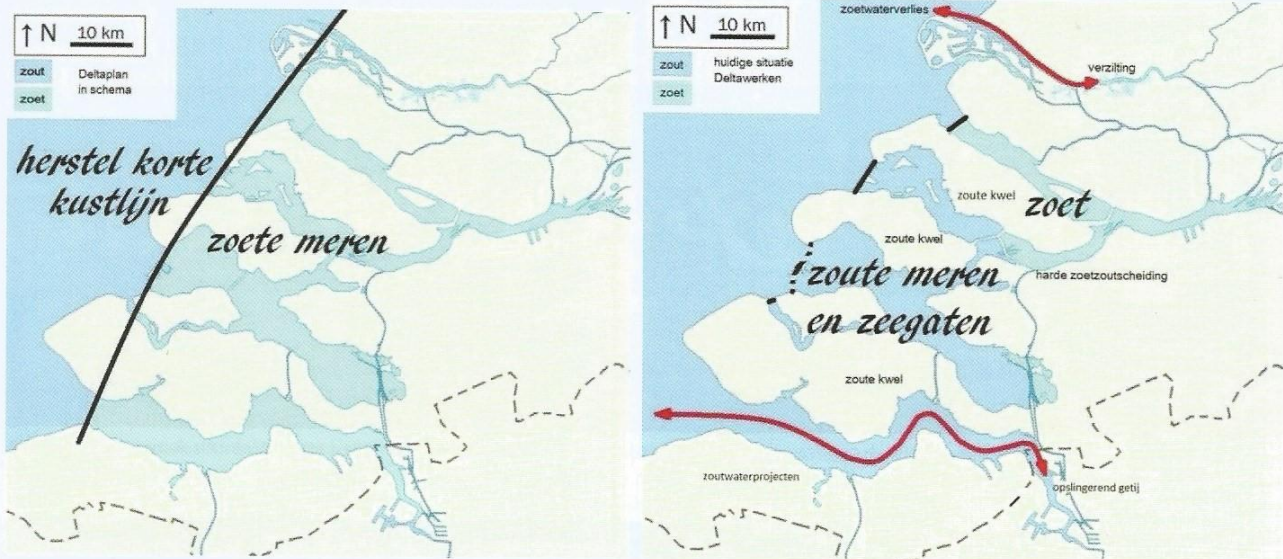 ↑ N 10 km
zout
zoet
Deltaplan
in schema
herstel korte
kustlijn
zoete meren
↑ N 10 km
zout
zoet
huidige situatie
Deltawerken
zoetwaterverlies
verzilting
zoute kwel
zoet
zoute kwel
harde zoetzoutscheiding
zoute meren
en zeegaten
zoute kwel
zoutwaterprojecten
opslingerend getij